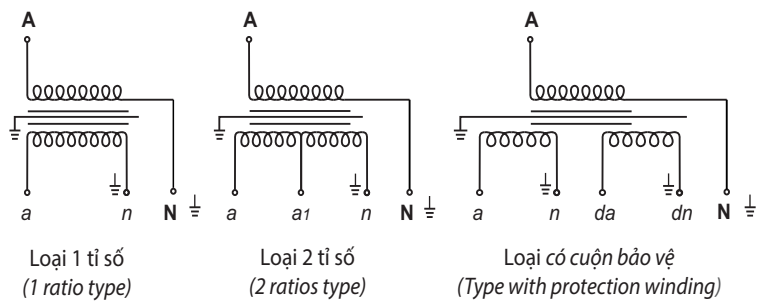 A A A
a n N a a1 n N a n da dn N
Loại 1 tỉ số
(1 ratio type)
Loại 2 tỉ số
(2 ratios type)
Loại có cuộn bảo vệ
(Type with protection winding)